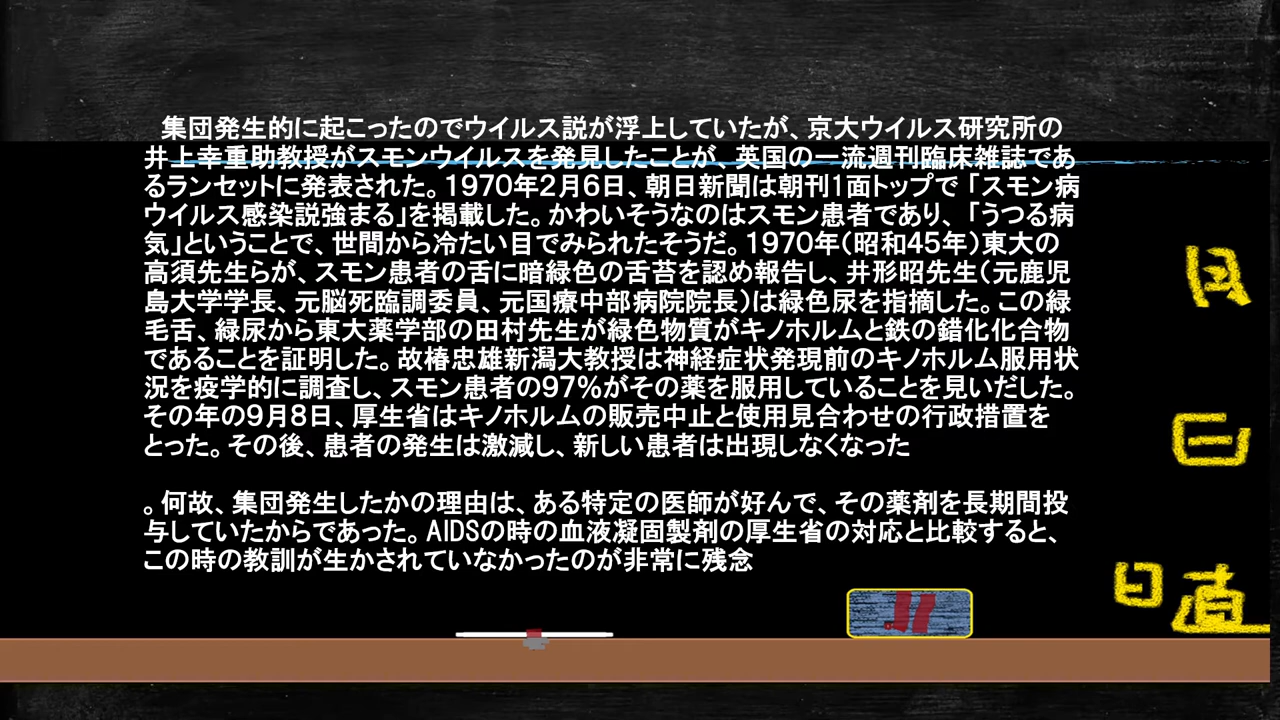 集団発生的に起こったのでウイルス説が浮上していたが、京大ウイルス研究所の
井上幸重助教授がスモンウイルスを発見したことが、英国の一流週刊臨床雑誌であ
るランセットに発表された。1970年2月6日、朝日新聞は朝刊1面トップで「スモン病
ウイルス感染説強まる」を掲載した。かわいそうなのはスモン患者であり、「うつる病
気」ということで、世間から冷たい目でみられたそうだ。1970年（昭和45年）東大の
高須先生らが、スモン患者の舌に暗緑色の舌苔を認め報告し、井形昭先生（元鹿児
島大学学長、元脳死臨調委員、元国療中部病院院長）は緑色尿を指摘した。この緑
毛舌、緑尿から東大薬学部の田村先生が緑色物質がキノホルムと鉄の錯化化合物
であることを証明した。故椿忠雄新潟大教授は神経症状発現前のキノホルム服用状
況を疫学的に調査し、スモン患者の97％がその薬を服用していることを見いだした。
その年の9月8日、厚生省はキノホルムの販売中止と使用見合わせの行政措置を
とった。その後、患者の発生は激減し、新しい患者は出現しなくなった
。何故、集団発生したかの理由は、ある特定の医師が好んで、その薬剤を長期間投
与していたからであった。AIDSの時の血液凝固製剤の厚生省の対応と比較すると、
この時の教訓が生かされていなかったのが非常に残念
日
直